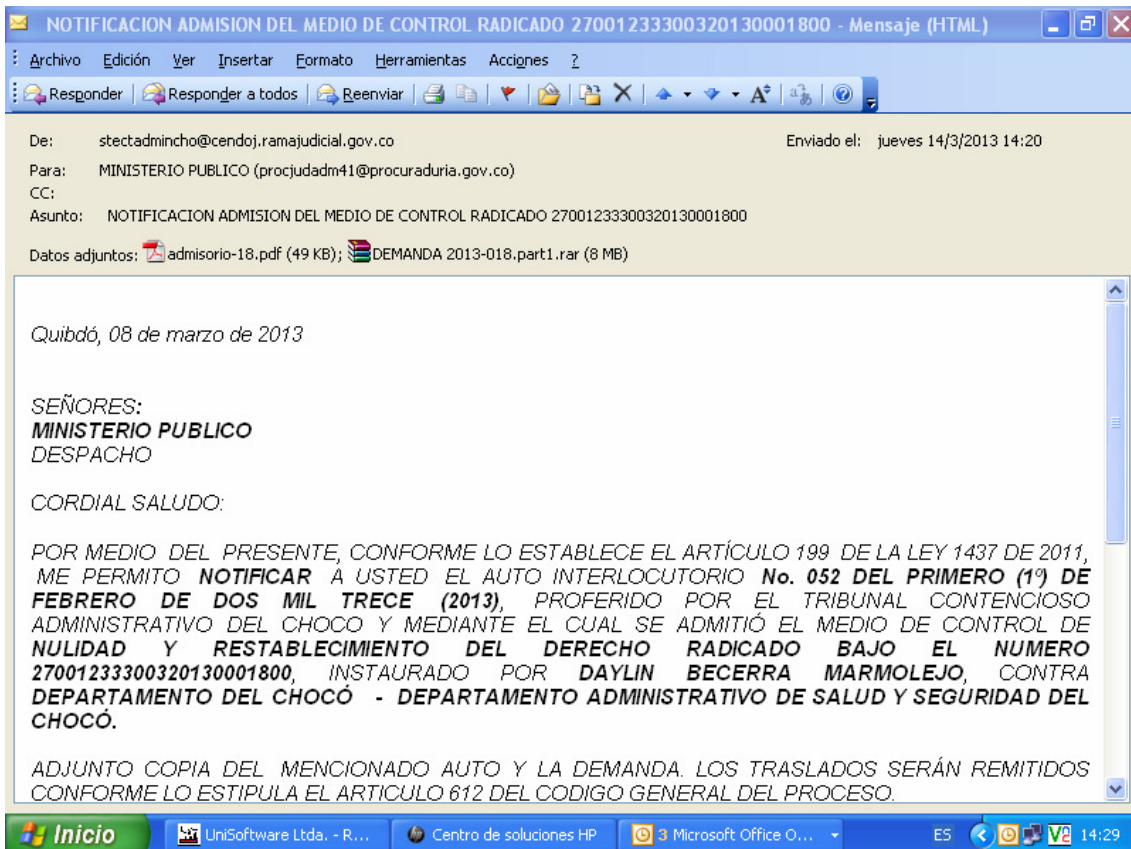 NOTIFICACION ADMISION DEL MEDIO DE CONTROL RADICADO 27001233300320130001800 - Mensaje (HTML)
Archivo Edición Ver Insertar Formato Herramientas Acciones ?
Responder Responder a todos Reenviar
De: stectadmincho@cendoj.ramajudicial.gov.co Enviado el: jueves 14/3/2013 14:20
Para: MINISTERIO PUBLICO (procjudadm41@procuraduria.gov.co)
CC:
Asunto: NOTIFICACION ADMISION DEL MEDIO DE CONTROL RADICADO 27001233300320130001800
Datos adjuntos: admisorio-18.pdf (49 KB); DEMANDA 2013-018.part1.rar (8 MB)
Quibdó, 08 de marzo de 2013
SEÑORES:
MINISTERIO PUBLICO
DESPACHO
CORDIAL SALUDO:
POR MEDIO DEL PRESENTE, CONFORME LO ESTABLECE EL ARTÍCULO 199 DE LA LEY 1437 DE 2011,
ME PERMITO NOTIFICAR A USTED EL AUTO INTERLOCUTORIO No. 052 DEL PRIMERO (1º) DE
FEBRERO DE DOS MIL TRECE (2013), PROFERIDO POR EL TRIBUNAL CONTENCIOSO
ADMINISTRATIVO DEL CHOCO Y MEDIANTE EL CUAL SE ADMITIÓ EL MEDIO DE CONTROL DE
NULIDAD Y RESTABLECIMIENTO DEL DERECHO RADICADO BAJO EL NUMERO
27001233300320130001800, INSTAURADO POR DAYLIN BECERRA MARMOLEJO, CONTRA
DEPARTAMENTO DEL CHOCÓ - DEPARTAMENTO ADMINISTRATIVO DE SALUD Y SEGURIDAD DEL
CHOCÓ.
ADJUNTO COPIA DEL MENCIONADO AUTO Y LA DEMANDA. LOS TRASLADOS SERÁN REMITIDOS
CONFORME LO ESTIPULA EL ARTICULO 612 DEL CODIGO GENERAL DEL PROCESO.
Inicio UniSoftware Ltda. - R... Centro de soluciones HP 3 Microsoft Office O... ES 14:29